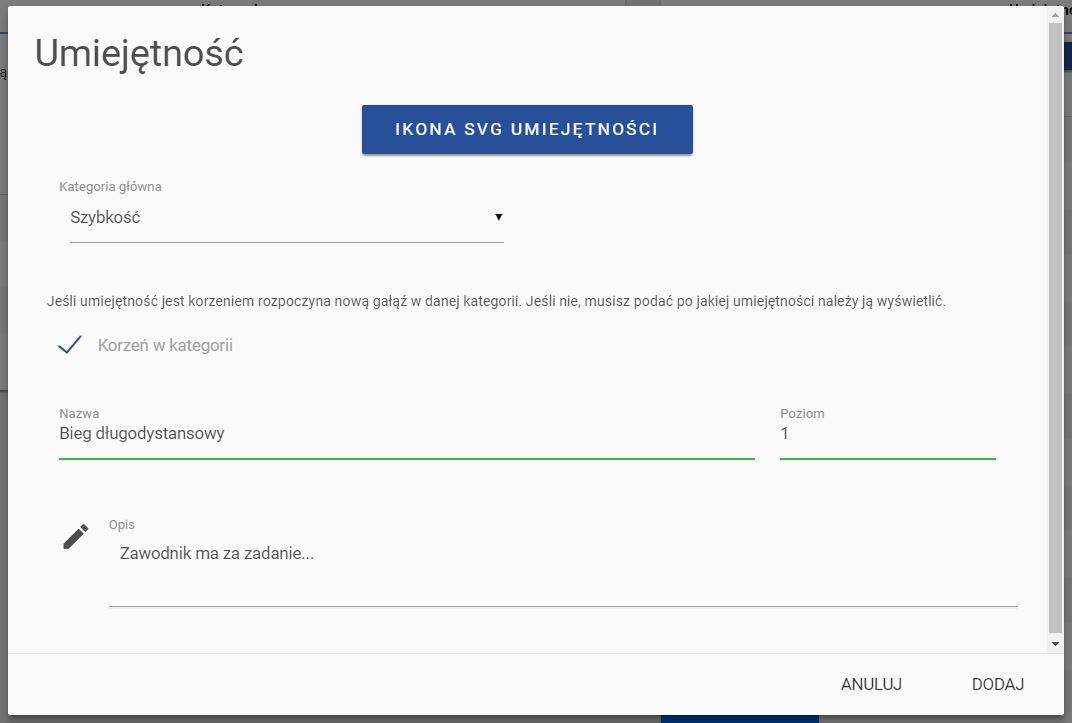 Umiejętność
IKONA SVG UMIEJĘTNOŚCI
Kategoria główna
Szybkość
Jeśli umiejętność jest korzeniem rozpoczyna nową gałąź w danej kategorii. Jeśli nie, musisz podać po jakiej umiejętności należy ją wyświetlić.
Korzeń w kategorii
Nazwa
Poziom
Bieg długodystansowy
1
Opis
Zawodnik ma za zadanie...
ANULUJ
DODAJ